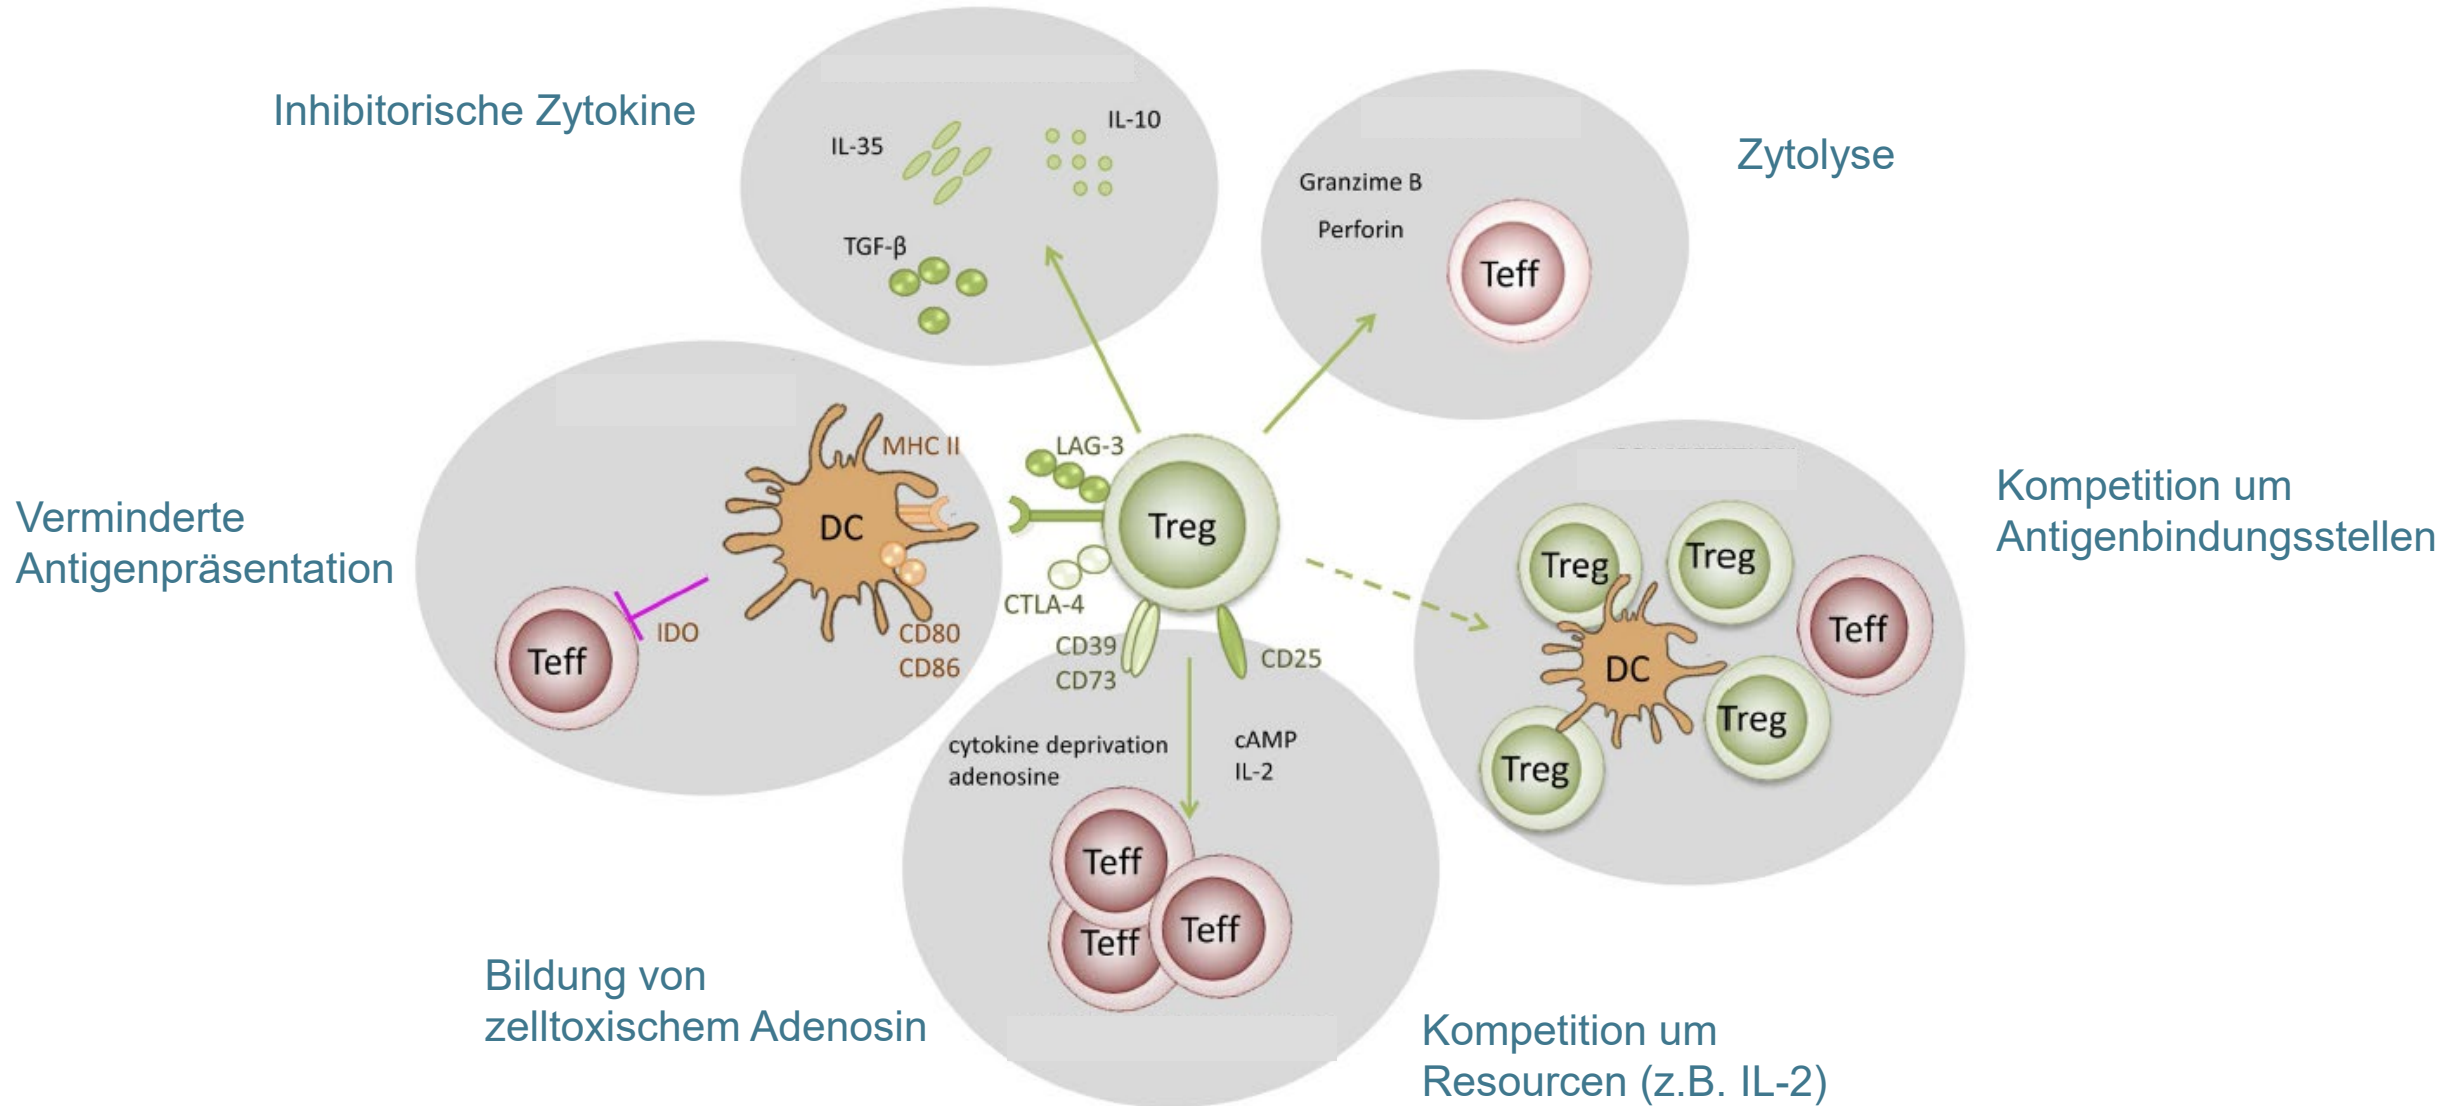 Inhibitorische Zytokine
IL-35
IL-10
TGF-β
Granzime B
Perforin
Teff
Zytolyse
Verminderte
Antigenpräsentation
DC
MHC II
CD80
CD86
IDO
Teff
LAG-3
Treg
CTLA-4
CD39
CD73
CD25
Kompetition um
Antigenbindungsstellen
Treg
Treg
Teff
DC
Treg
Treg
cytokine deprivation
adenosine
cAMP
IL-2
Teff
Teff
Teff
Bildung von
zelltoxischem Adenosin
Kompetition um
Resourcen (z.B. IL-2)